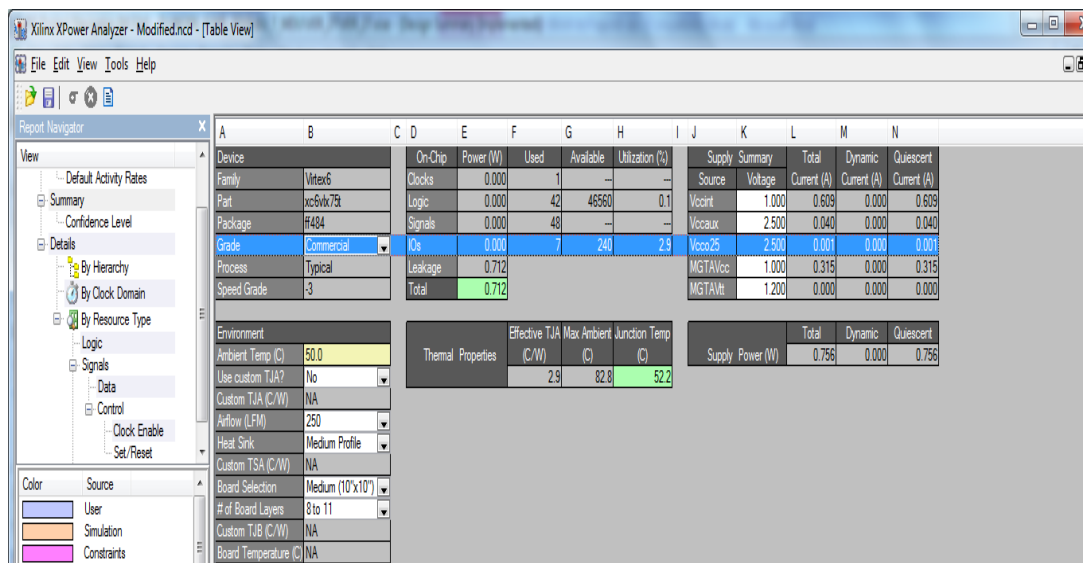 Xilinx XPower Analyzer - Modified.ncd - [Table View]
File Edit View Tools Help
Report Navigator X
View
Default Activity Rates
Summary
Confidence Level
Details
By Hierarchy
By Clock Domain
By Resource Type
Logic
Signals
Data
Control
Clock Enable
Set/Reset
Color Source
User
Simulation
Constraints
A B C D E F G H I J K L M N
Device
Family Virtex6
Part xc6vlx75t
Package ff484
Grade Commercial
Process Typical
Speed Grade -3
Environment
Ambient Temp (C) 50.0
Use custom TJA? No
Custom TJA (C/W) NA
Airflow (LFM) 250
Heat Sink Medium Profile
Custom TSA (C/W) NA
Board Selection Medium (10"x10")
# of Board Layers 8 to 11
Custom TJB (C/W) NA
Board Temperature (C) NA
On-Chip Power (W) Used Available Utilization (%)
Clocks 0.000 1 --- ---
Logic 0.000 42 46560 0.1
Signals 0.000 48 --- ---
IOs 0.000 7 240 2.9
Leakage 0.712
Total 0.712
Effective TJA Max Ambient Junction Temp
Thermal Properties (C/W) (C) (C)
2.9 82.8 52.2
Supply Summary Total Dynamic Quiescent
Source Voltage Current (A) Current (A) Current (A)
Vccint 1.000 0.609 0.000 0.609
Vccaux 2.500 0.040 0.000 0.040
Vcco25 2.500 0.001 0.000 0.001
MGTAVcc 1.000 0.315 0.000 0.315
MGTAVtt 1.200 0.000 0.000 0.000
Total Dynamic Quiescent
Supply Power (W) 0.756 0.000 0.756